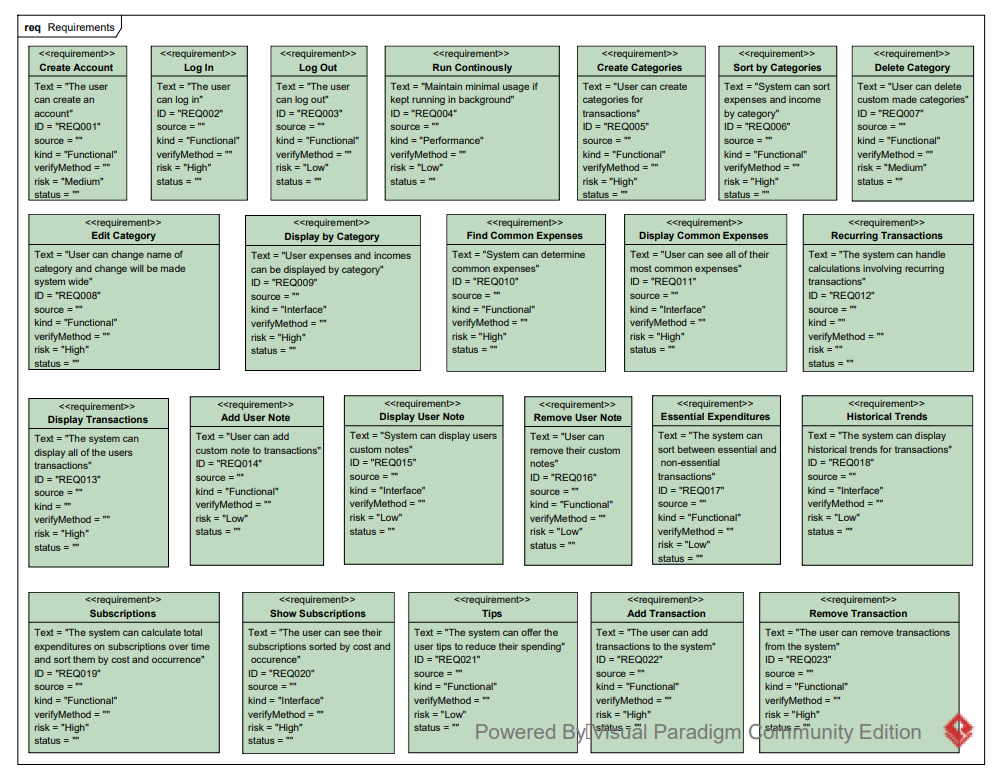 req Requirements
<<requirement>>
Create Account
Text = "The user
can create an
account"
ID = "REQ001"
source = ""
kind = "Functional"
verifyMethod = ""
risk = "Medium"
status = ""
<<requirement>>
Log In
Text = "The user
can log in"
ID = "REQ002"
source = ""
kind = "Functional"
verifyMethod = ""
risk = "High"
status = ""
<<requirement>>
Log Out
Text = "The user
can log out"
ID = "REQ003"
source = ""
kind = "Functional"
verifyMethod = ""
risk = "Low"
status = ""
<<requirement>>
Run Continously
Text = "Maintain minimal usage if
kept running in background"
ID = "REQ004"
source = ""
kind = "Performance"
verifyMethod = ""
risk = "Low"
status = ""
<<requirement>>
Create Categories
Text = "User can create
categories for
transactions"
ID = "REQ005"
source = ""
kind = "Functional"
verifyMethod = ""
risk = "High"
status = ""
<<requirement>>
Sort by Categories
Text = "System can sort
expenses and income
by category"
ID = "REQ006"
source = ""
kind = "Functional"
verifyMethod = ""
risk = "High"
status = ""
<<requirement>>
Delete Category
Text = "User can delete
custom made categories"
ID = "REQ007"
source = ""
kind = "Functional"
verifyMethod = ""
risk = "Medium"
status = ""
<<requirement>>
Edit Category
Text = "User can change name of
category and change will be made
system wide"
ID = "REQ008"
source = ""
kind = "Functional"
verifyMethod = ""
risk = "High"
status = ""
<<requirement>>
Display by Category
Text = "User expenses and incomes
can be displayed by category"
ID = "REQ009"
source = ""
kind = "Interface"
verifyMethod = ""
risk = "High"
status = ""
<<requirement>>
Find Common Expenses
Text = "System can determine
common expenses"
ID = "REQ010"
source = ""
kind = "Functional"
verifyMethod = ""
risk = "High"
status = ""
<<requirement>>
Display Common Expenses
Text = "User can see all of their
most common expenses"
ID = "REQ011"
source = ""
kind = "Interface"
verifyMethod = ""
risk = "High"
status = ""
<<requirement>>
Recurring Transactions
Text = "The system can handle
calculations involving recurring
transactions"
ID = "REQ012"
source = ""
kind = ""
verifyMethod = ""
risk = ""
status = ""
<<requirement>>
Display Transactions
Text = "The system can
display all of the users
transactions"
ID = "REQ013"
source = ""
kind = ""
verifyMethod = ""
risk = "High"
status = ""
<<requirement>>
Add User Note
Text = "User can add
custom note to transactions"
ID = "REQ014"
source = ""
kind = "Functional"
verifyMethod = ""
risk = "Low"
status = ""
<<requirement>>
Display User Note
Text = "System can display users
custom notes"
ID = "REQ015"
source = ""
kind = "Interface"
verifyMethod = ""
risk = "Low"
status = ""
<<requirement>>
Remove User Note
Text = "User can
remove their custom
notes"
ID = "REQ016"
source = ""
kind = "Functional"
verifyMethod = ""
risk = "Low"
status = ""
<<requirement>>
Essential Expenditures
Text = "The system can
sort between essential and
non-essential
transactions"
ID = "REQ017"
source = ""
kind = "Functional"
verifyMethod = ""
risk = "Low"
status = ""
<<requirement>>
Historical Trends
Text = "The system can display
historical trends for transactions"
ID = "REQ018"
source = ""
kind = "Interface"
verifyMethod = ""
risk = "Low"
status = ""
<<requirement>>
Subscriptions
Text = "The system can calculate total
expenditures on subscriptions over time
and sort them by cost and occurrence"
ID = "REQ019"
source = ""
kind = "Functional"
verifyMethod = ""
risk = "High"
status = ""
<<requirement>>
Show Subscriptions
Text = "The user can see their
subscriptions sorted by cost and
occurence"
ID = "REQ020"
source = ""
kind = "Interface"
verifyMethod = ""
risk = "High"
status = ""
<<requirement>>
Tips
Text = "The system can offer the
user tips to reduce their spending"
ID = "REQ021"
source = ""
kind = "Functional"
verifyMethod = ""
risk = "Low"
status = ""
<<requirement>>
Add Transaction
Text = "The user can add
transactions to the system"
ID = "REQ022"
source = ""
kind = "Functional"
verifyMethod = ""
risk = "High"
status = ""
<<requirement>>
Remove Transaction
Text = "The user can remove transactions
from the system"
ID = "REQ023"
source = ""
kind = "Functional"
verifyMethod = ""
risk = "High"
status = ""
Powered By Visual Paradigm Community Edition